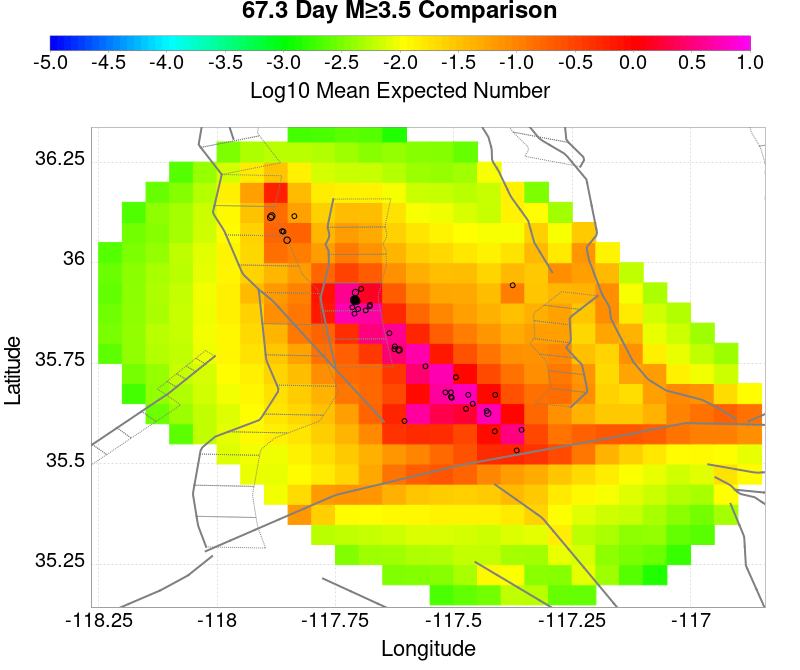 67.3 Day M≥3.5 Comparison
-5.0 -4.5 -4.0 -3.5 -3.0 -2.5 -2.0 -1.5 -1.0 -0.5 0.0 0.5 1.0
Log10 Mean Expected Number
36.25
36
35.75
35.5
35.25
Latitude
-118.25 -118 -117.75 -117.5 -117.25 -117
Longitude